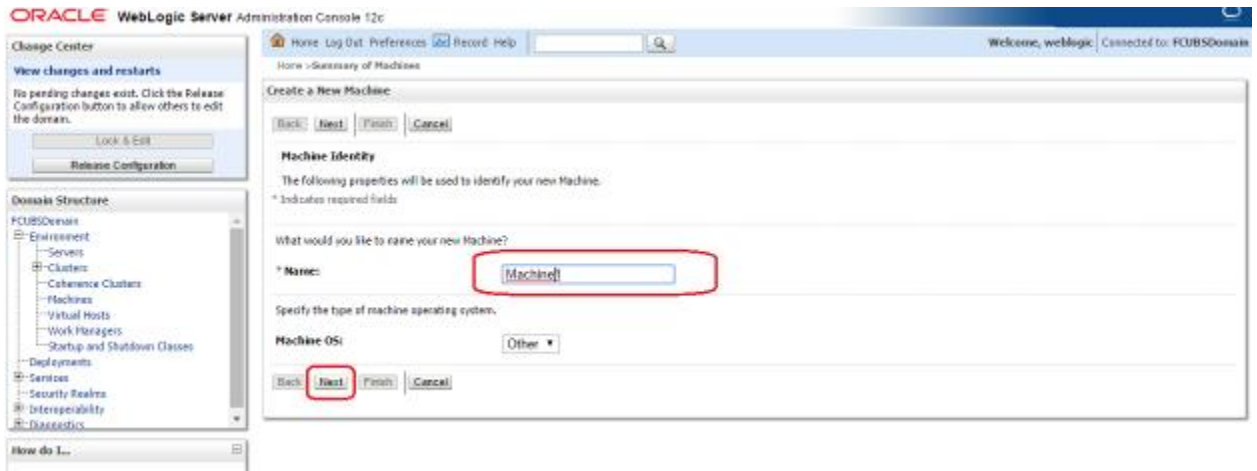 ORACLE WebLogic Server Administration Console 12c
Change Center
View changes and restarts
No pending changes exist. Click the Release
Configuration button to allow others to edit
the domain.
Lock & Edit
Release Configuration
Domain Structure
FCUBSDomain
Environment
Servers
Clusters
Coherence Clusters
Machines
Virtual Hosts
Work Managers
Startup and Shutdown Classes
Deployments
Services
Security Realms
Interoperability
Diagnostics
How do I...
Home Log Out Preferences Record Help
Welcome, weblogic Connected to: FCUBSDomain
Home >Summary of Machines
Create a New Machine
Back Next Finish Cancel
Machine Identity
The following properties will be used to identify your new Machine.
* Indicates required fields
What would you like to name your new Machine?
* Name: Machine1
Specify the type of machine operating system.
Machine OS: Other
Back Next Finish Cancel